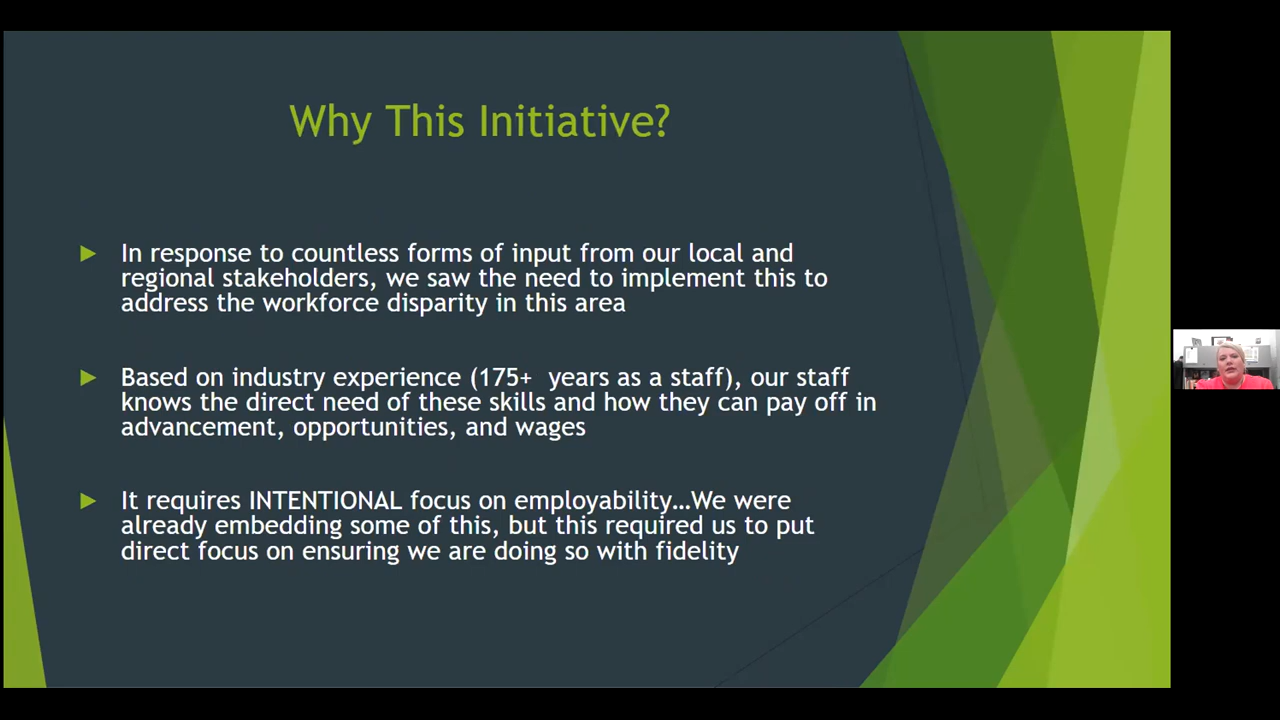 Why This Initiative?
In response to countless forms of input from our local and
regional stakeholders, we saw the need to implement this to
address the workforce disparity in this area
Based on industry experience (175+  years as a staff), our staff
knows the direct need of these skills and how they can pay off in
advancement, opportunities, and wages
It requires INTENTIONAL focus on employability…We were
already embedding some of this, but this required us to put
direct focus on ensuring we are doing so with fidelity